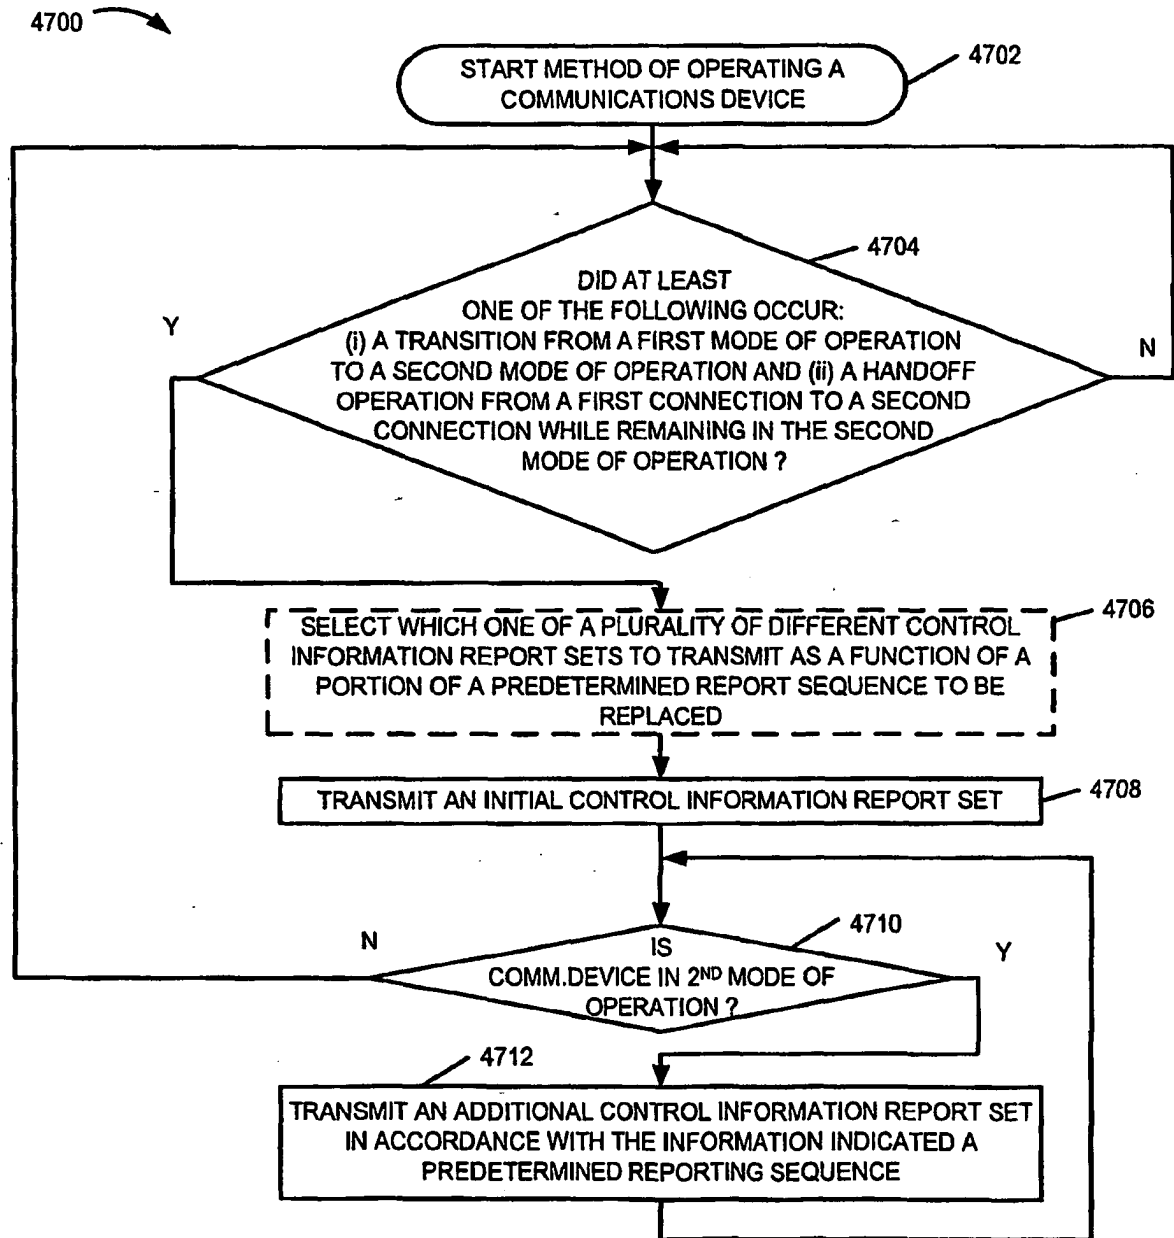 4700
START METHOD OF OPERATING A
COMMUNICATIONS DEVICE
4702
4704
DID AT LEAST
ONE OF THE FOLLOWING OCCUR:
(i) A TRANSITION FROM A FIRST MODE OF OPERATION
TO A SECOND MODE OF OPERATION AND (ii) A HANDOFF
OPERATION FROM A FIRST CONNECTION TO A SECOND
CONNECTION WHILE REMAINING IN THE SECOND
MODE OF OPERATION ?
Y
N
4706
SELECT WHICH ONE OF A PLURALITY OF DIFFERENT CONTROL
INFORMATION REPORT SETS TO TRANSMIT AS A FUNCTION OF A
PORTION OF A PREDETERMINED REPORT SEQUENCE TO BE
REPLACED
TRANSMIT AN INITIAL CONTROL INFORMATION REPORT SET
4708
4710
N
IS
COMM.DEVICE IN 2ND MODE OF
OPERATION ?
Y
4712
TRANSMIT AN ADDITIONAL CONTROL INFORMATION REPORT SET
IN ACCORDANCE WITH THE INFORMATION INDICATED A
PREDETERMINED REPORTING SEQUENCE